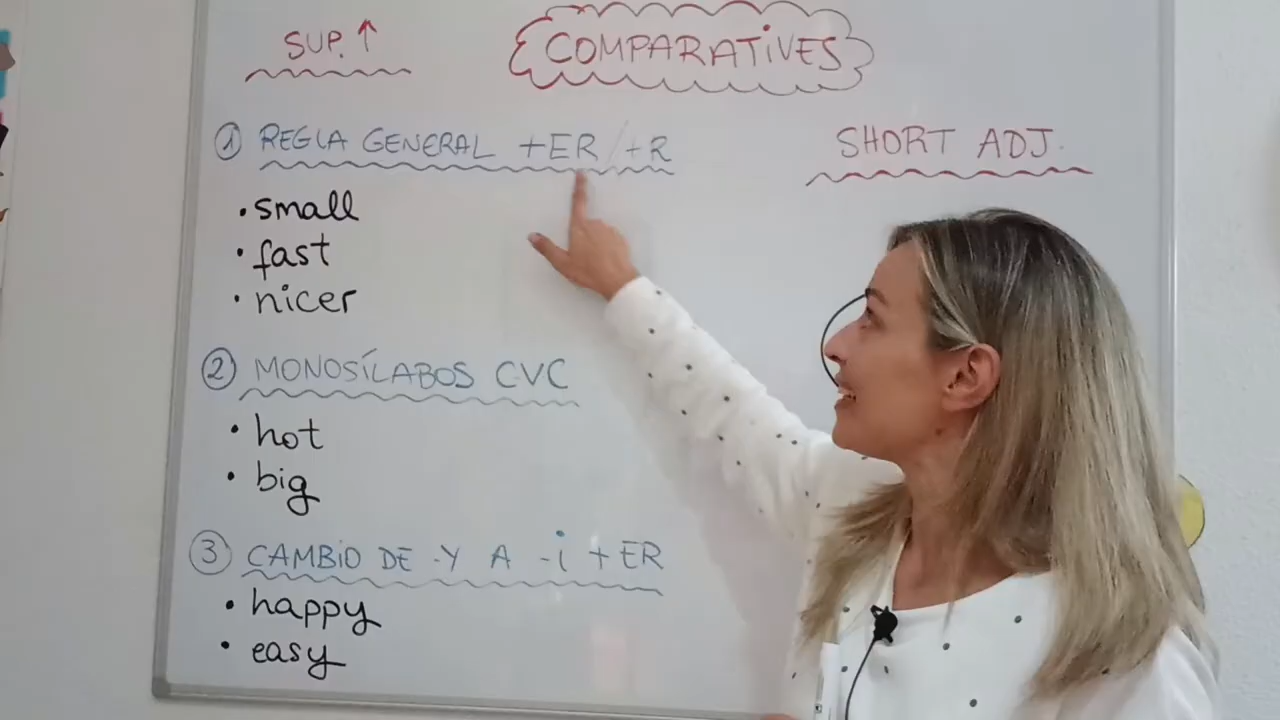 SUP. ↑
COMPARATiVES
① REGLA GENERAL +ER/+R
SHORT ADJ.
• small
• fast
• nicer
② MONOSÍLABOS CVC
• hot
• big
③ CAMBiO DE -Y A -i +ER
• happy
• easy